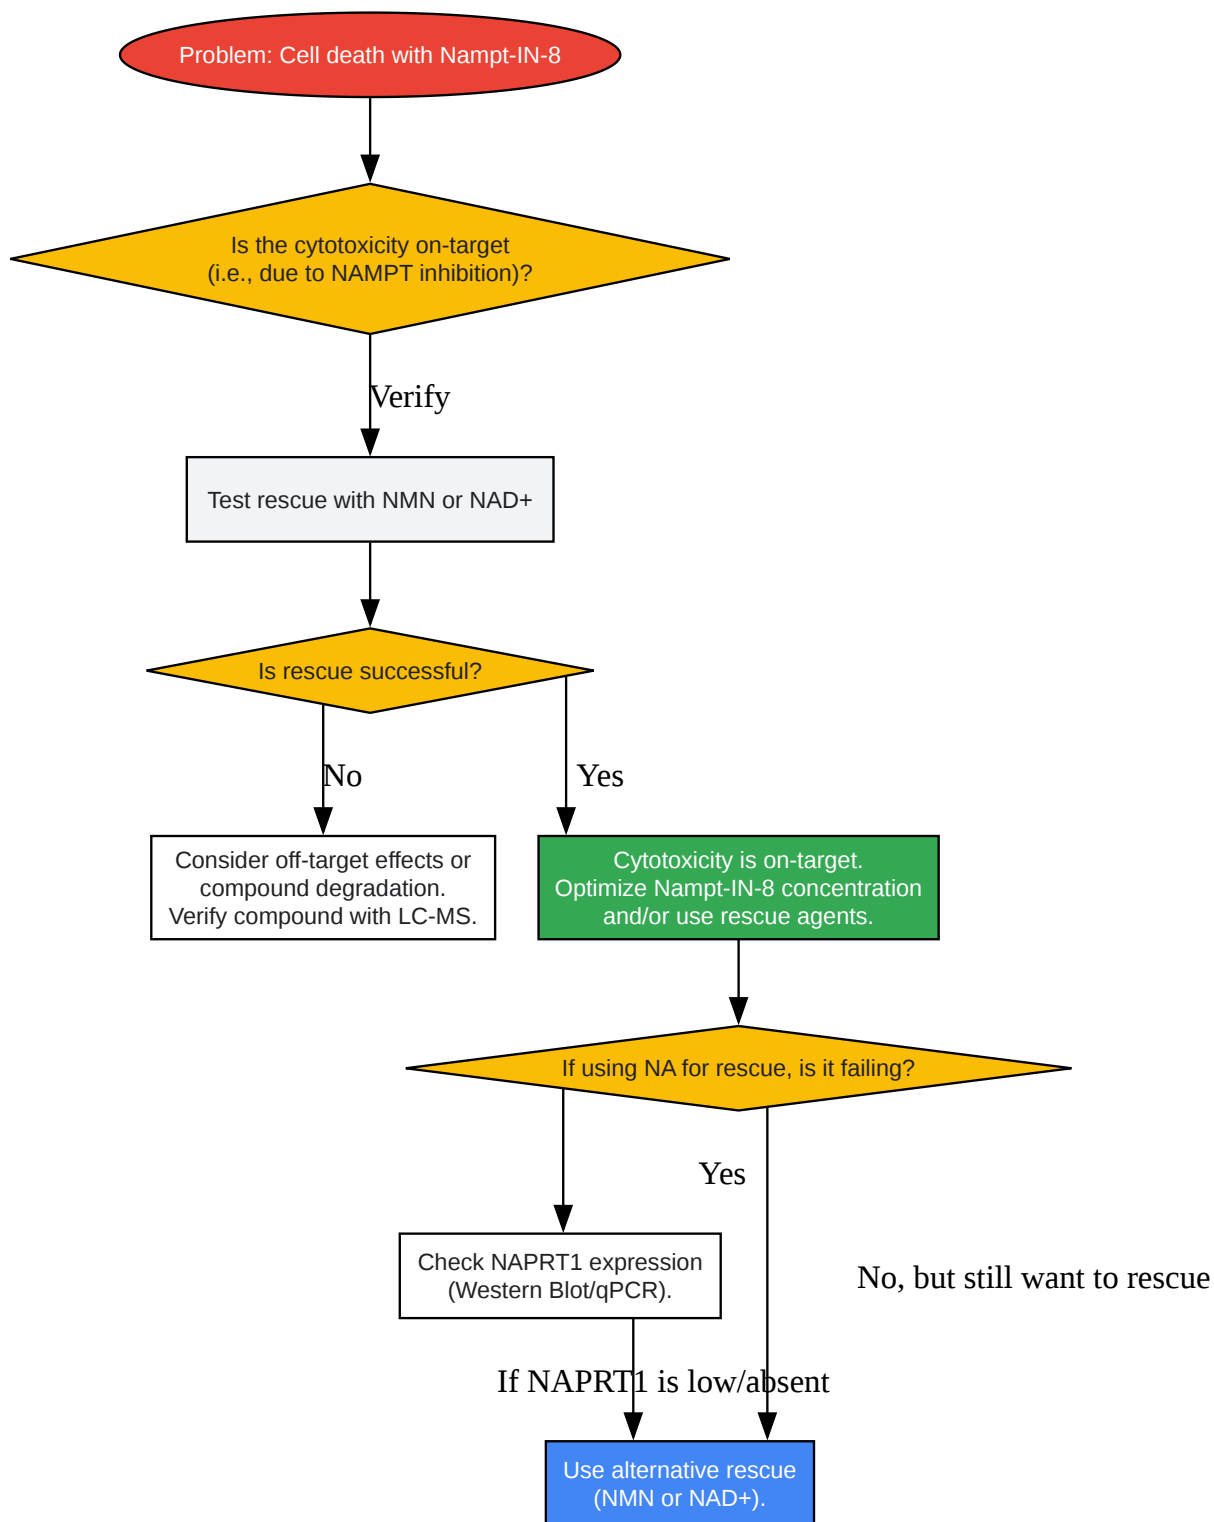 Problem: Cell death with Nampt-IN-8
Is the cytotoxicity on-target
(i.e., due to NAMPT inhibition)?
Verify
Test rescue with NMN or NAD+
Is rescue successful?
No
Yes
Consider off-target effects or
compound degradation.
Verify compound with LC-MS.
Cytotoxicity is on-target.
Optimize Nampt-IN-8 concentration
and/or use rescue agents.
If using NA for rescue, is it failing?
Yes
Check NAPRT1 expression
(Western Blot/qPCR).
No, but still want to rescue
If NAPRT1 is low/absent
Use alternative rescue
(NMN or NAD+).